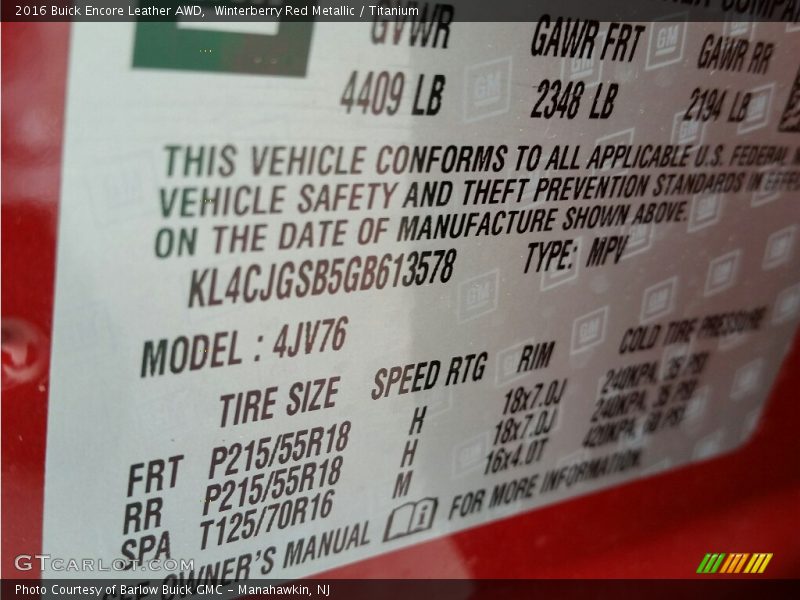 2016 Buick Encore Leather AWD, Winterberry Red Metallic / Titanium
GVWR GAWR FRT GAWR RR
4409 LB 2348 LB 2194 LB
THIS VEHICLE CONFORMS TO ALL APPLICABLE U.S. FEDERAL
VEHICLE SAFETY AND THEFT PREVENTION STANDARDS IN
ON THE DATE OF MANUFACTURE SHOWN ABOVE.
KL4CJGSB5GB613578 TYPE: MPV
MODEL : 4JV76
TIRE SIZE SPEED RTG RIM COLD TIRE PRESSURE
FRT P215/55R18 H 18x7.0J 240KPA, 35 PSI
RR P215/55R18 H 18x7.0J 240KPA, 35 PSI
SPA T125/70R16 M 16x4.0T 420KPA, 60 PSI
SEE OWNER'S MANUAL FOR MORE INFORMATION.
GTCARLOT.COM
Photo Courtesy of Barlow Buick GMC - Manahawkin, NJ